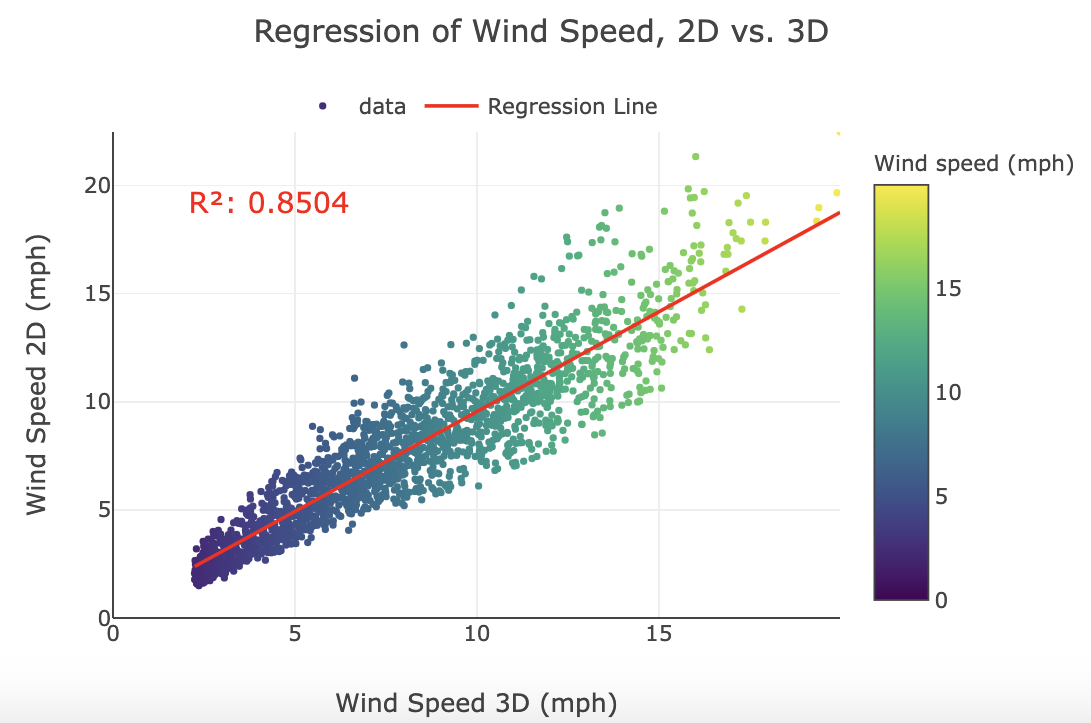 Regression of Wind Speed, 2D vs. 3D
data Regression Line
Wind speed (mph)
R²: 0.8504
Wind Speed 2D (mph)
20
15
10
5
0
0 5 10 15
Wind Speed 3D (mph)
15
10
5
0